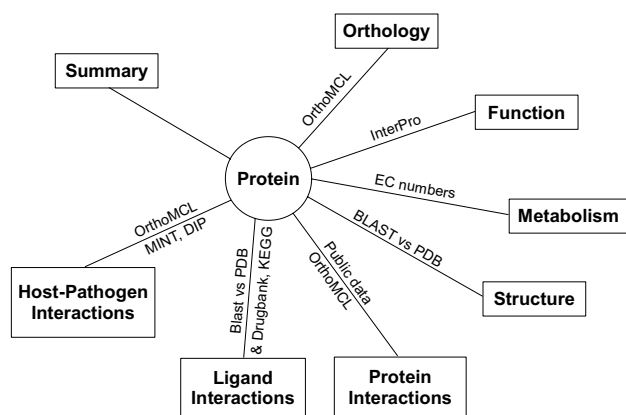 Orthology
Summary
OrthoMCL
Function
InterPro
Protein
EC numbers
Metabolism
OrthoMCL
MINT, DIP
BLAST vs PDB
Structure
Host-Pathogen
Interactions
Blast vs PDB
& Drugbank, KEGG
Public data
OrthoMCL
Ligand
Interactions
Protein
Interactions